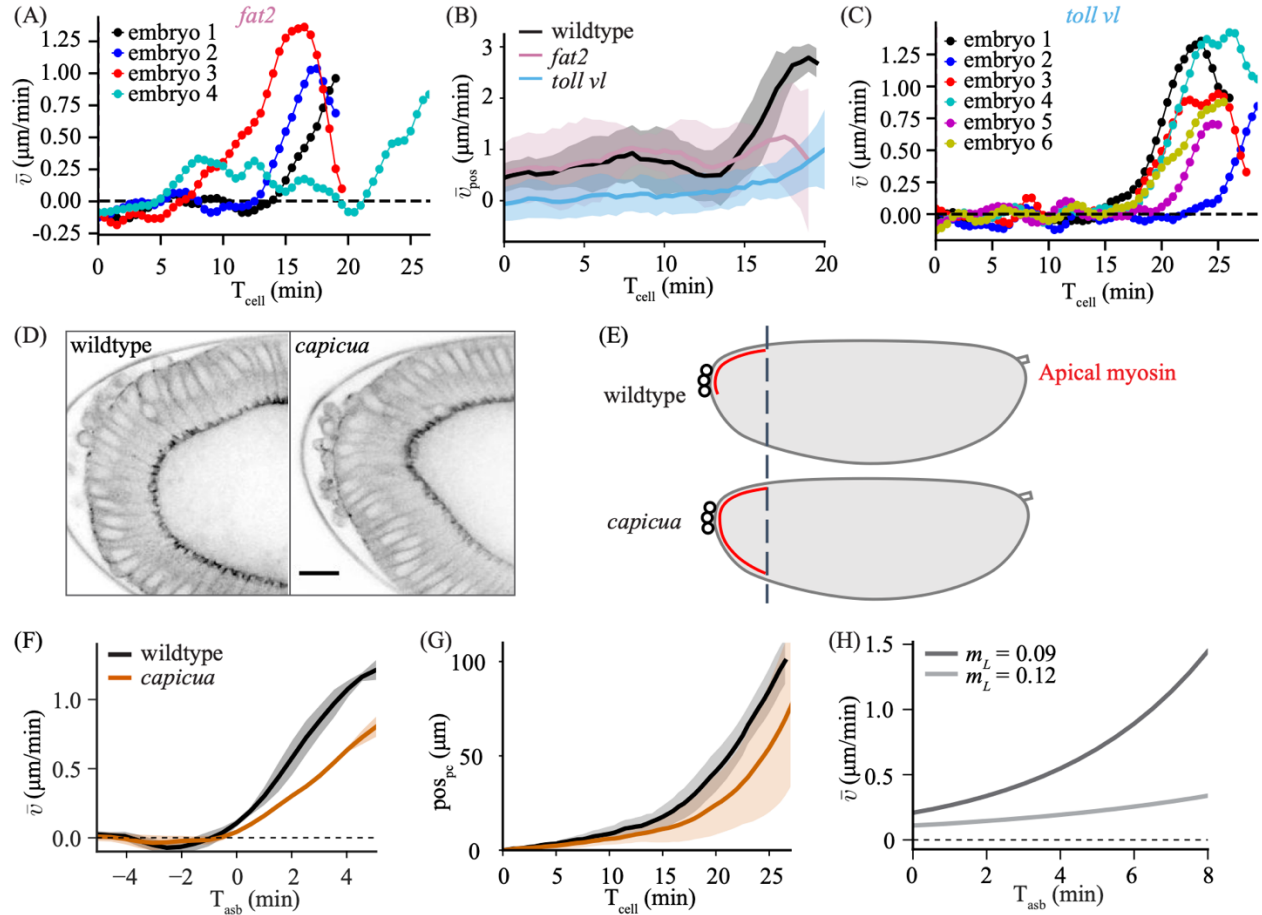 (A)
fat2
embryo 1
embryo 2
embryo 3
embryo 4
1.25
1.00
0.75
0.50
0.25
0.00
-0.25
v̄ (μm/min)
0 5 10 15 20 25
T_cell (min)
(B)
wildtype
fat2
toll vl
3
2
1
0
v̄_pos (μm/min)
0 5 10 15 20
T_cell (min)
(C)
toll vl
embryo 1
embryo 2
embryo 3
embryo 4
embryo 5
embryo 6
1.25
1.00
0.75
0.50
0.25
0.00
v̄ (μm/min)
0 5 10 15 20 25
T_cell (min)
(D)
wildtype
capicua
(E)
wildtype
Apical myosin
capicua
(F)
wildtype
capicua
1.0
0.5
0.0
v̄ (μm/min)
−4 −2 0 2 4
T_asb (min)
(G)
100
50
0
pos_pc (μm)
0 5 10 15 20 25
T_cell (min)
(H)
m_L = 0.09
m_L = 0.12
1.5
1.0
0.5
0
v̄ (μm/min)
0 2 4 6 8
T_asb (min)